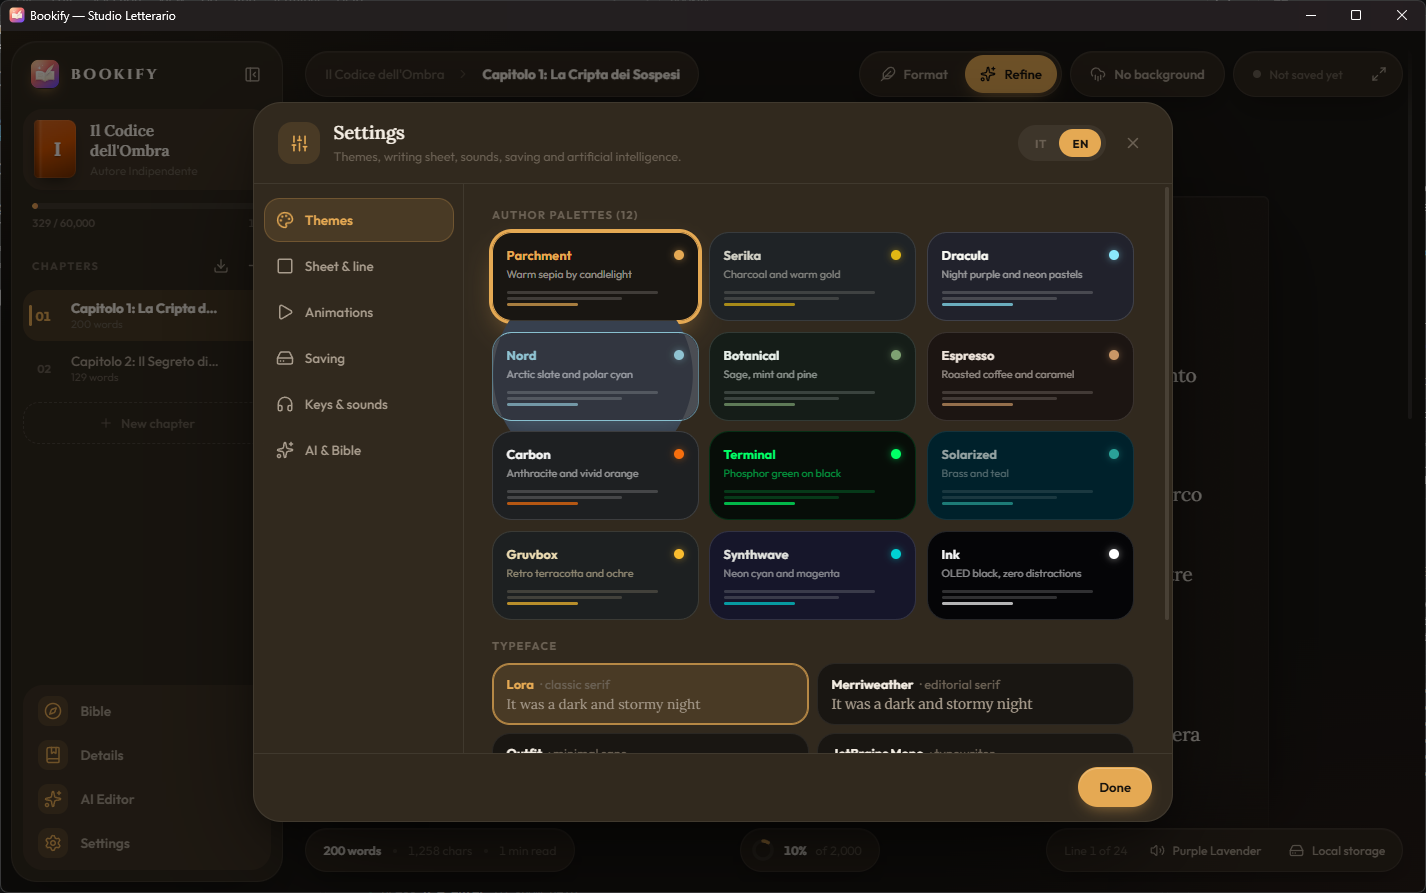 Bookify — Studio Letterario
BOOKIFY
Il Codice dell'Ombra > Capitolo 1: La Cripta dei Sospesi
Format
Refine
No background
Not saved yet
I
Il Codice
dell'Ombra
Autore Indipendente
329 / 60,000
CHAPTERS
01 Capitolo 1: La Cripta d...
200 words
02 Capitolo 2: Il Segreto di...
129 words
+ New chapter
Bible
Details
AI Editor
Settings
Settings
Themes, writing sheet, sounds, saving and artificial intelligence.
IT EN
Themes
Sheet & line
Animations
Saving
Keys & sounds
AI & Bible
AUTHOR PALETTES (12)
Parchment
Warm sepia by candlelight
Serika
Charcoal and warm gold
Dracula
Night purple and neon pastels
Nord
Arctic slate and polar cyan
Botanical
Sage, mint and pine
Espresso
Roasted coffee and caramel
Carbon
Anthracite and vivid orange
Terminal
Phosphor green on black
Solarized
Brass and teal
Gruvbox
Retro terracotta and ochre
Synthwave
Neon cyan and magenta
Ink
OLED black, zero distractions
TYPEFACE
Lora · classic serif
It was a dark and stormy night
Merriweather · editorial serif
It was a dark and stormy night
Outfit · minimal sans
JetBrains Mono · typewriter
Done
200 words • 1,258 chars • 1 min read
10% of 2,000
Line 1 of 24
Purple Lavender
Local storage